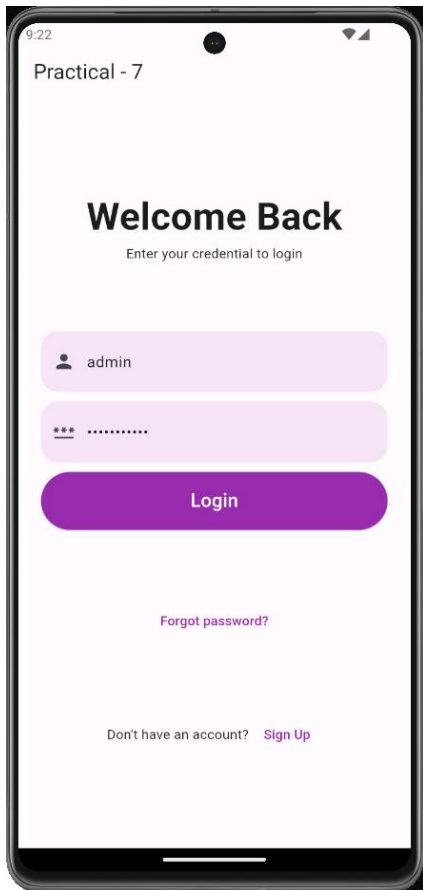 9:22
Practical - 7
Welcome Back
Enter your credential to login
admin
•••••••••••
Login
Forgot password?
Don't have an account? Sign Up